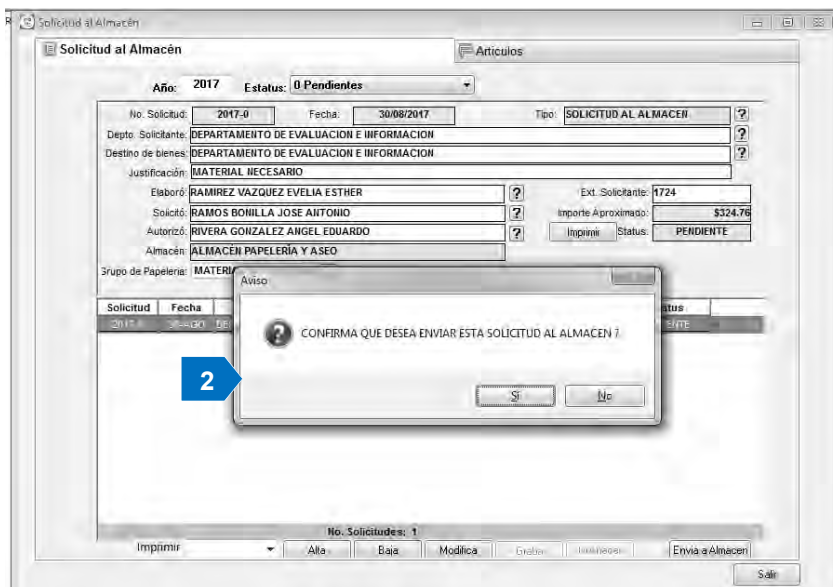 Solicitud al Almacén
Solicitud al Almacén
Artículos
Año: 2017 Estatus: 0 Pendientes
No. Solicitud: 2017-0 Fecha: 30/08/2017 Tipo: SOLICITUD AL ALMACEN ?
Depto. Solicitante: DEPARTAMENTO DE EVALUACION E INFORMACION ?
Destino de bienes: DEPARTAMENTO DE EVALUACION E INFORMACION ?
Justificación: MATERIAL NECESARIO
Elaboró: RAMIREZ VAZQUEZ EVELIA ESTHER ? Ext. Solicitante: 1724
Solicitó: RAMOS BONILLA JOSE ANTONIO ? Importe Aproximado: $324.76
Autorizó: RIVERA GONZALEZ ANGEL EDUARDO ? Imprimir Status: PENDIENTE
Almacén: ALMACÉN PAPELERÍA Y ASEO
Grupo de Papeleria: MATERIA
Aviso
Solicitud Fecha
CONFIRMA QUE DESEA ENVIAR ESTA SOLICITUD AL ALMACEN ?
2
Si No
No. Solicitudes: 1
Imprimir Alta Baja Modifica Graba Envia a Almacen
Salir